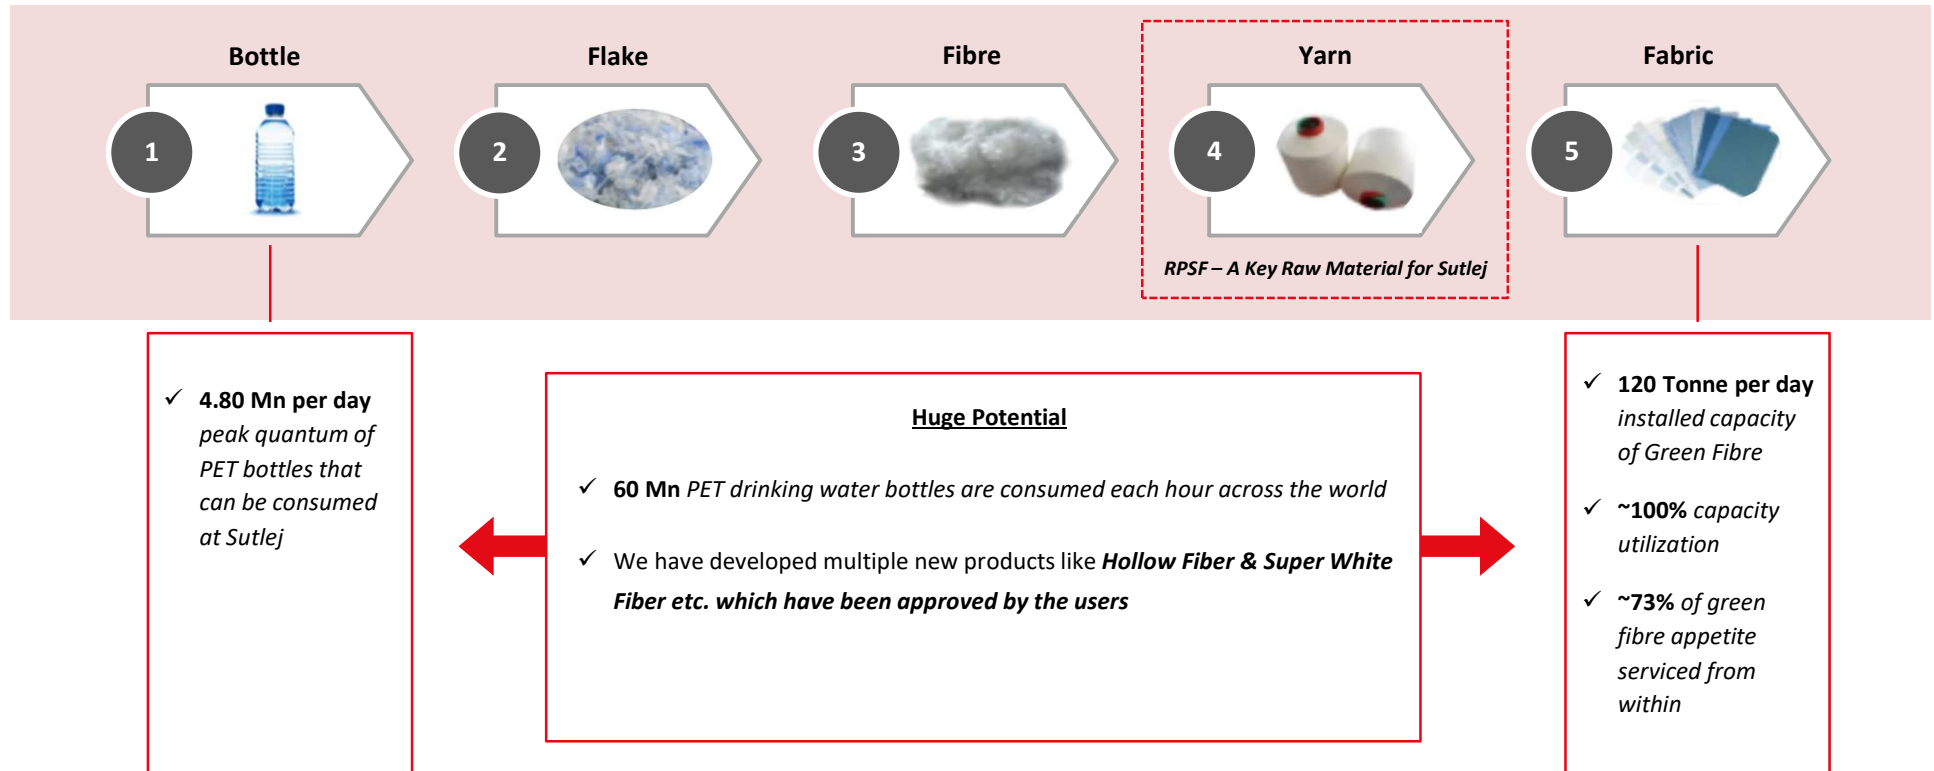 Bottle
Flake
Fibre
Yarn
Fabric
1
2
3
4
5
RPSF – A Key Raw Material for Sutlej
✓ 4.80 Mn per day
peak quantum of
PET bottles that
can be consumed
at Sutlej
Huge Potential
✓ 60 Mn PET drinking water bottles are consumed each hour across the world
✓ We have developed multiple new products like Hollow Fiber & Super White
Fiber etc. which have been approved by the users
✓ 120 Tonne per day
installed capacity
of Green Fibre
✓ ~100% capacity
utilization
✓ ~73% of green
fibre appetite
serviced from
within